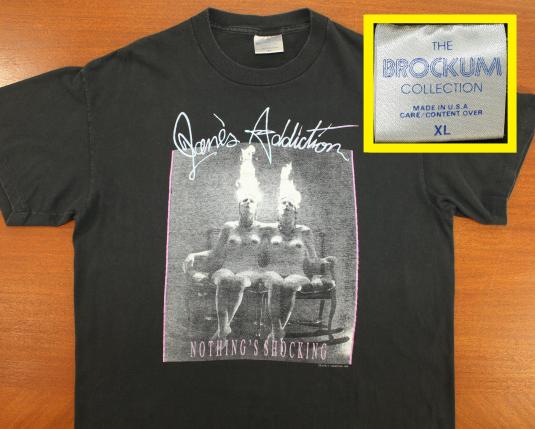 THE
BROCKUM
COLLECTION
MADE IN U.S.A
CARE/CONTENT OVER
XL
Jane's Addiction
NOTHING'S SHOCKING